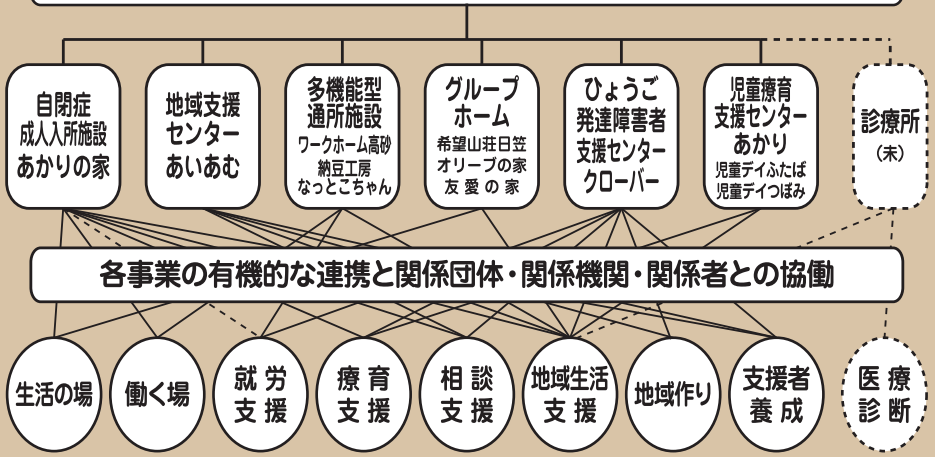 自閉症
成人入所施設
あかりの家
地域支援
センター
あいあむ
多機能型
通所施設
ワークホーム高砂
納豆工房
なっとこちゃん
グループ
ホーム
希望山荘日笠
オリーブの家
友愛の家
ひょうご
発達障害者
支援センター
クローバー
児童療育
支援センター
あかり
児童デイふたば
児童デイつぼみ
診療所
（未）
各事業の有機的な連携と関係団体・関係機関・関係者との協働
生活の場
働く場
就労
支援
療育
支援
相談
支援
地域生活
支援
地域作り
支援者
養成
医療
診断